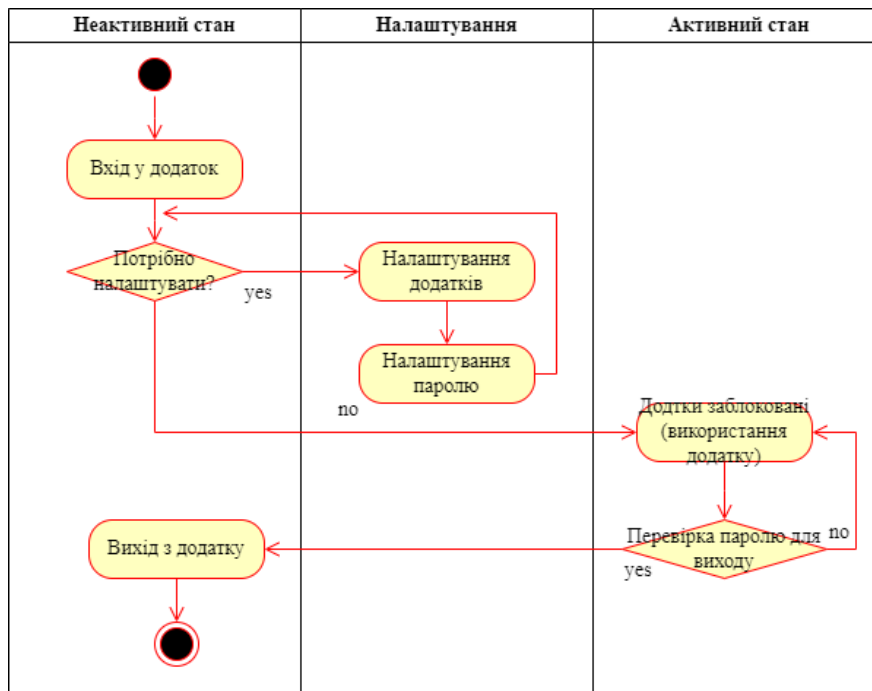 Неактивний стан
Налаштування
Активний стан
Вхід у додаток
Потрібно
налаштувати?
yes
Налаштування
додатків
Налаштування
паролю
no
Додтки заблоковані
(використання
додатку)
Перевірка паролю для
виходу
no
yes
Вихід з додатку